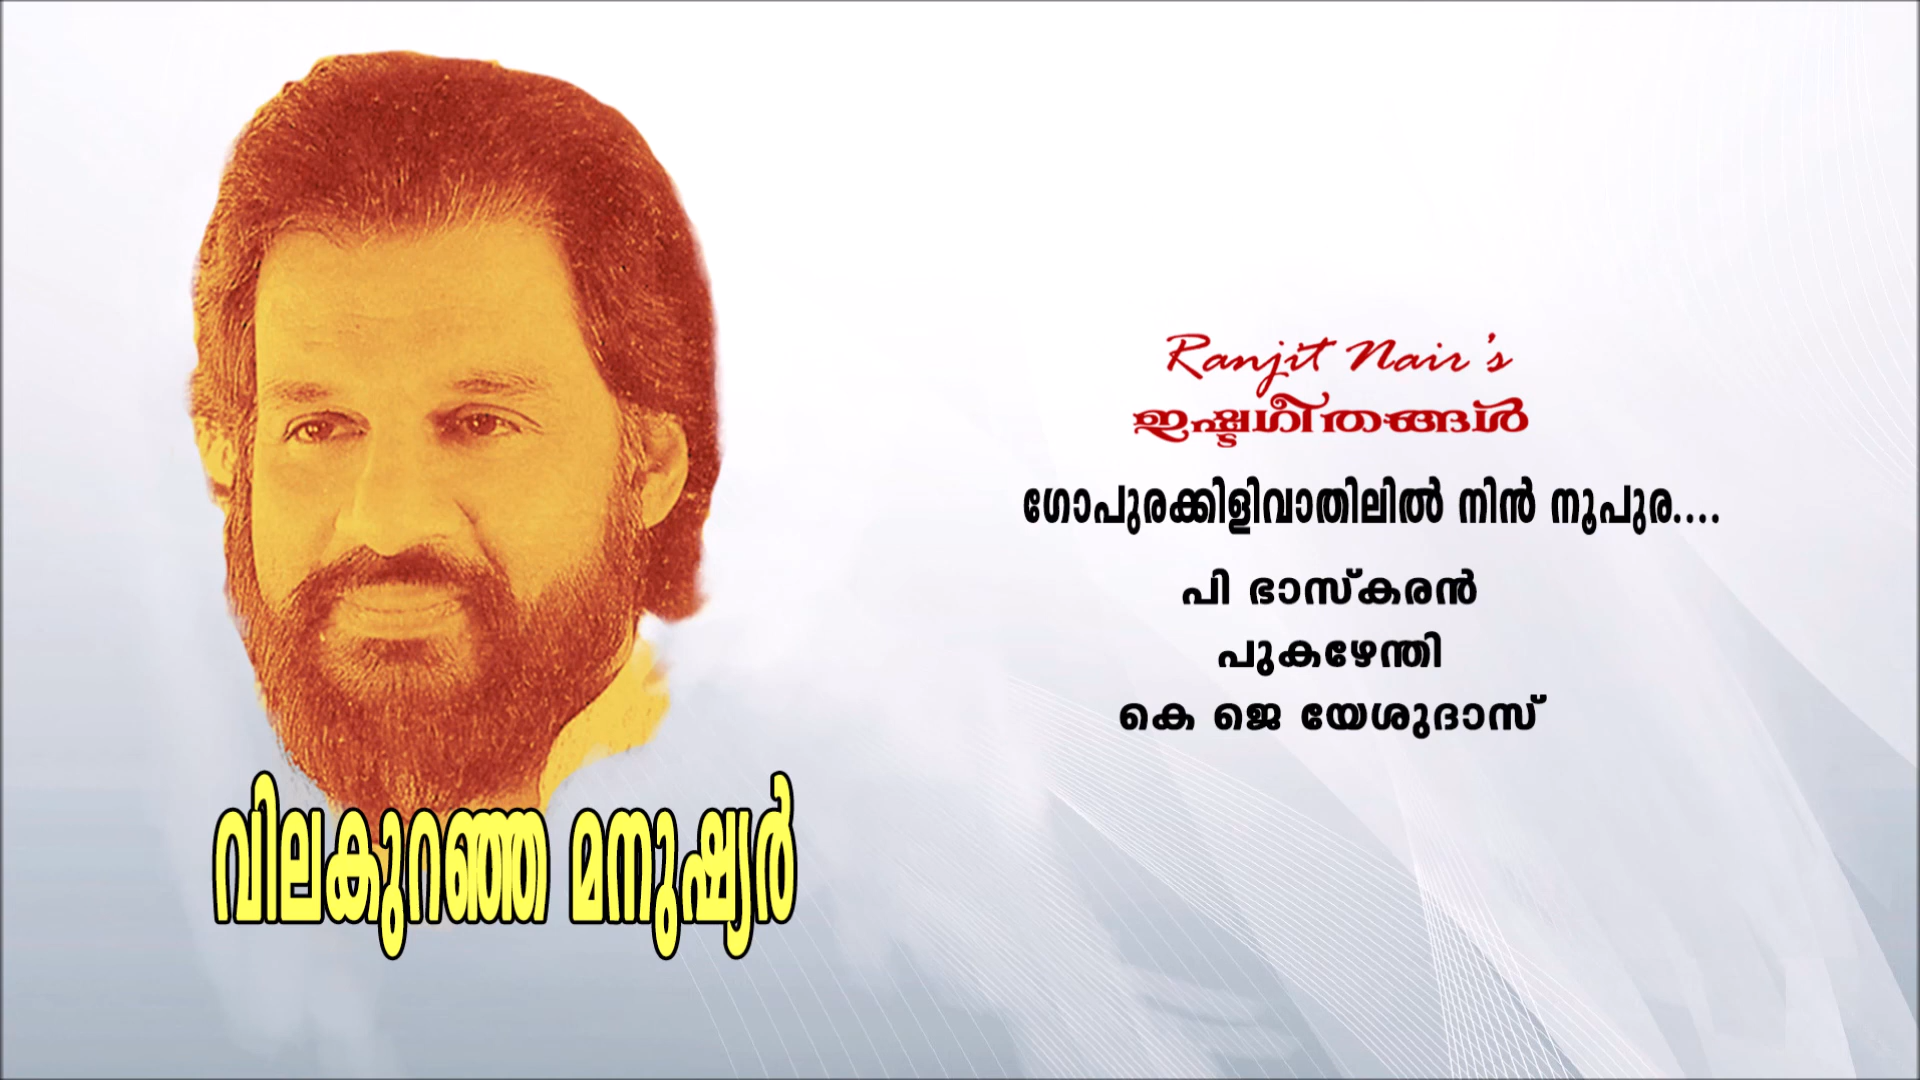 Ranjit Nair's
ഇഷ്ടഗീതങ്ങൾ
ഗോപുരക്കിളിവാതിലിൽ നിൻ നൂപുര....
പി ഭാസ്കരൻ
പുകഴേന്തി
കെ ജെ യേശുദാസ്
വിലകുറഞ്ഞ മനുഷ്യർ